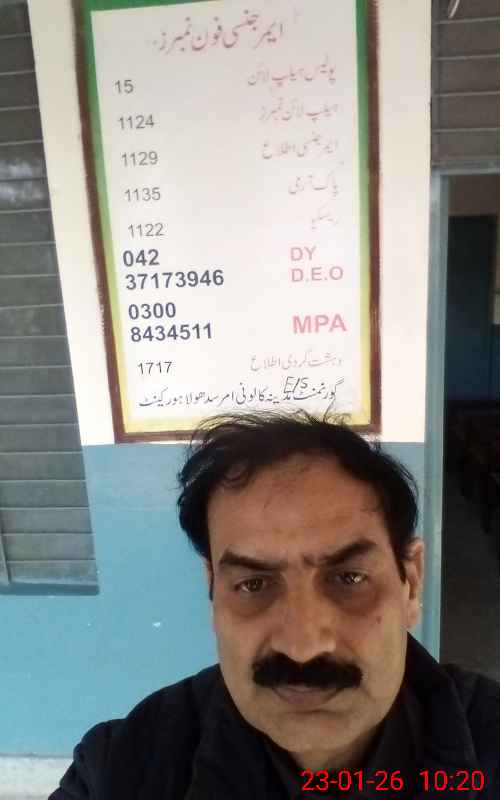 ایمرجنسی فون نمبرز
15 پولیس ہیلپ لائن
1124 ہیلپ لائن نمبرز
1129 ایمرجنسی اطلاع
1135 پاک آرمی
1122 ریسکیو
042 DY
37173946 D.E.O
0300
8434511 MPA
1717 دہشت گردی اطلاع
گورنمنٹ E/S مدینہ کالونی امرسدھو لاہور کینٹ
23-01-26 10:20